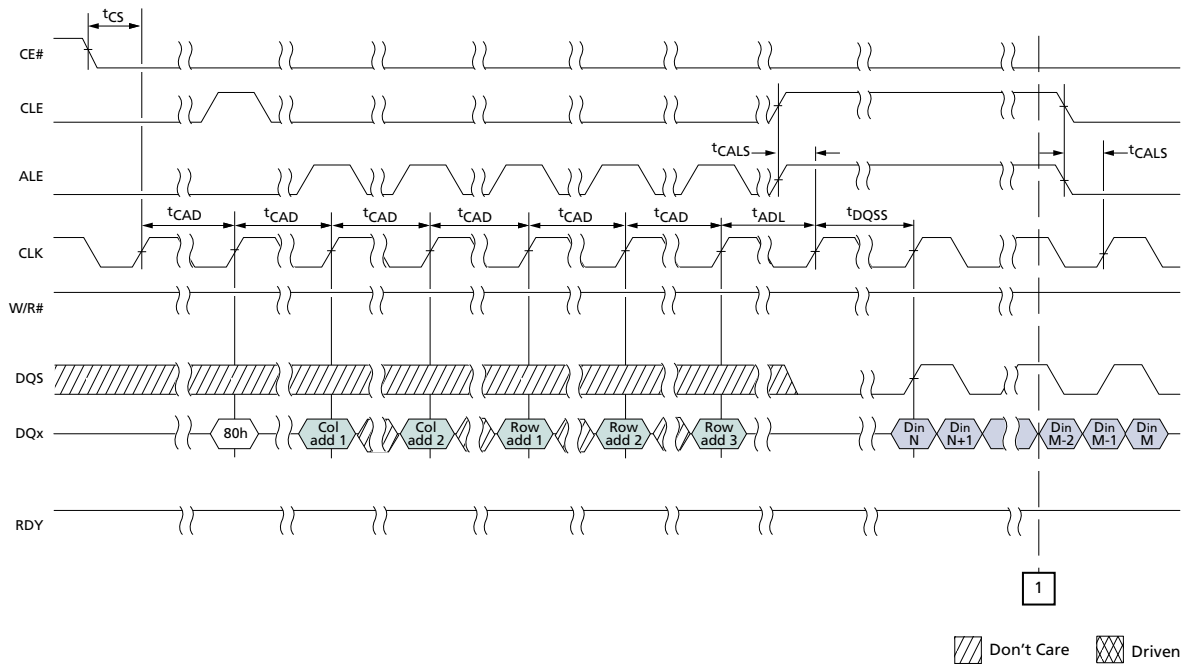 tCS
CE#
CLE
tCALS
tCALS
ALE
tCAD
tCAD
tCAD
tCAD
tCAD
tCAD
tADL
tDQSS
CLK
W/R#
DQS
DQx
80h
Col
add 1
Col
add 2
Row
add 1
Row
add 2
Row
add 3
Din
N
Din
N+1
Din
M-2
Din
M-1
Din
M
RDY
1
Don't Care
Driven